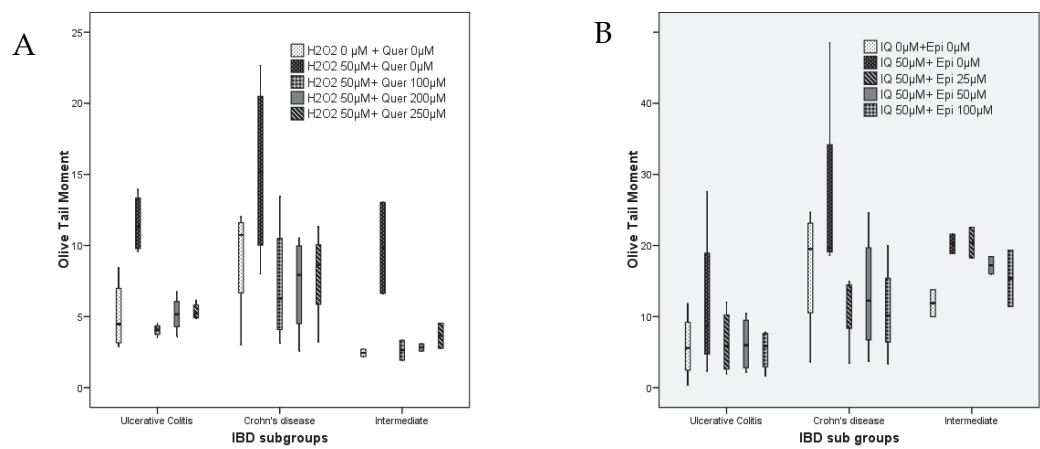 A
25
20
15
10
5
0
Olive Tail Moment
H2O2 0 µM + Quer 0µM
H2O2 50µM+ Quer 0µM
H2O2 50µM+ Quer 100µM
H2O2 50µM+ Quer 200µM
H2O2 50µM+ Quer 250µM
Ulcerative Colitis
Crohn's disease
Intermediate
IBD subgroups
B
40
30
20
10
0
Olive Tail Moment
IQ 0µM+Epi 0µM
IQ 50µM+ Epi 0µM
IQ 50µM+ Epi 25µM
IQ 50µM+ Epi 50µM
IQ 50µM+ Epi 100µM
Ulcerative Colitis
Crohn's disease
Intermediate
IBD sub groups